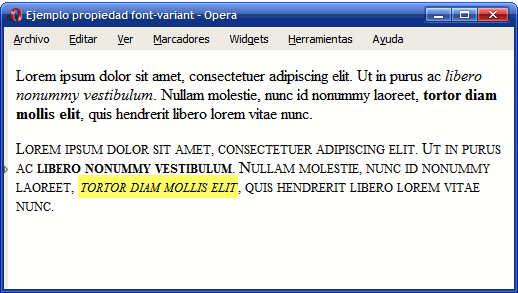 Ejemplo propiedad font-variant - Opera
Archivo Editar Ver Marcadores Widgets Herramientas Ayuda
Lorem ipsum dolor sit amet, consectetuer adipiscing elit. Ut in purus ac libero
nonummy vestibulum. Nullam molestie, nunc id nonummy laoreet, tortor diam
mollis elit, quis hendrerit libero lorem vitae nunc.
Lorem ipsum dolor sit amet, consectetuer adipiscing elit. Ut in purus
ac libero nonummy vestibulum. Nullam molestie, nunc id nonummy
laoreet, tortor diam mollis elit, quis hendrerit libero lorem vitae
nunc.